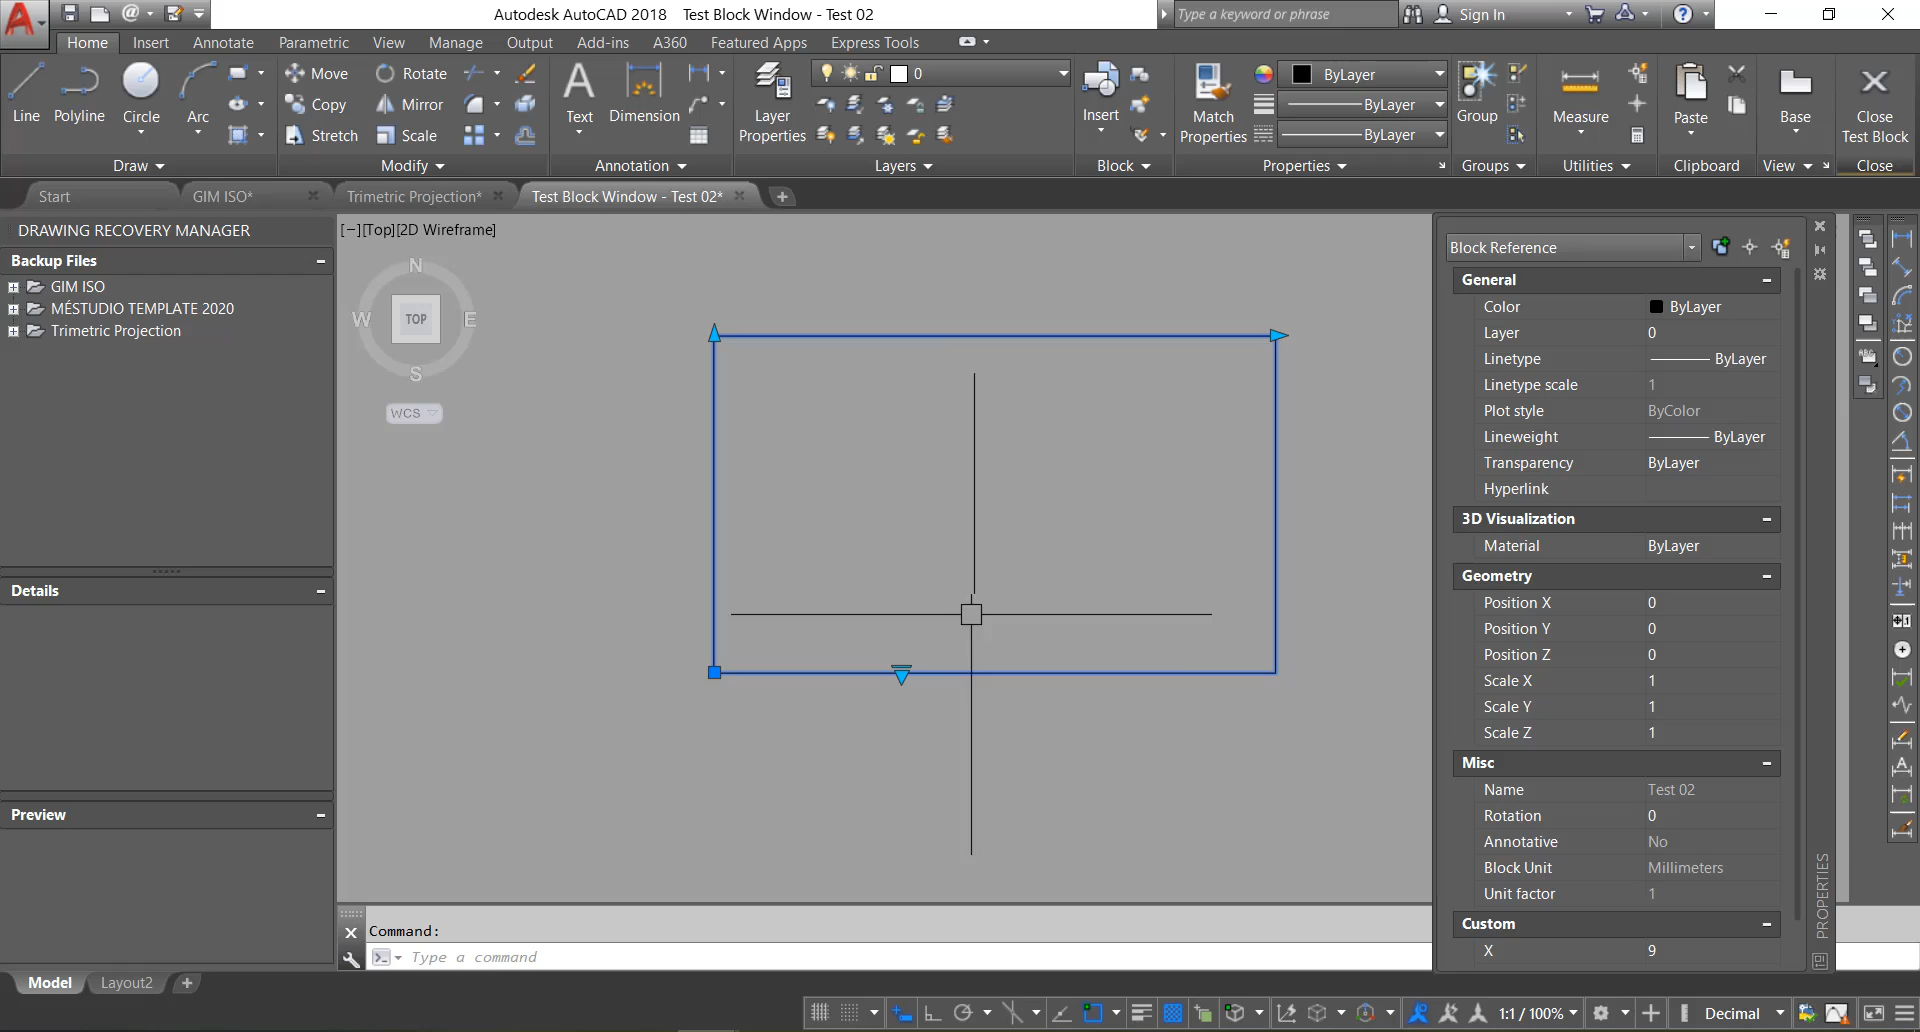 Autodesk AutoCAD 2018 Test Block Window - Test 02
Type a keyword or phrase
Sign In
Home Insert Annotate Parametric View Manage Output Add-ins A360 Featured Apps Express Tools
Line
Polyline
Circle
Arc
Move
Rotate
Copy
Mirror
Stretch
Scale
Text
Dimension
Layer
Properties
0
Insert
Match
Properties
ByLayer
ByLayer
ByLayer
Group
Measure
Paste
Base
Close
Test Block
Draw
Modify
Annotation
Layers
Block
Properties
Groups
Utilities
Clipboard
View
Close
Start
GIM ISO*
Trimetric Projection*
Test Block Window - Test 02*
DRAWING RECOVERY MANAGER
Backup Files
GIM ISO
MÉSTUDIO TEMPLATE 2020
Trimetric Projection
Details
Preview
[−][Top][2D Wireframe]
N
W
TOP
E
S
WCS
Block Reference
General
Color ByLayer
Layer 0
Linetype ByLayer
Linetype scale 1
Plot style ByColor
Lineweight ByLayer
Transparency ByLayer
Hyperlink
3D Visualization
Material ByLayer
Geometry
Position X 0
Position Y 0
Position Z 0
Scale X 1
Scale Y 1
Scale Z 1
Misc
Name Test 02
Rotation 0
Annotative No
Block Unit Millimeters
Unit factor 1
Custom
X 9
PROPERTIES
Command:
Type a command
Model
Layout2
1:1 / 100%
Decimal